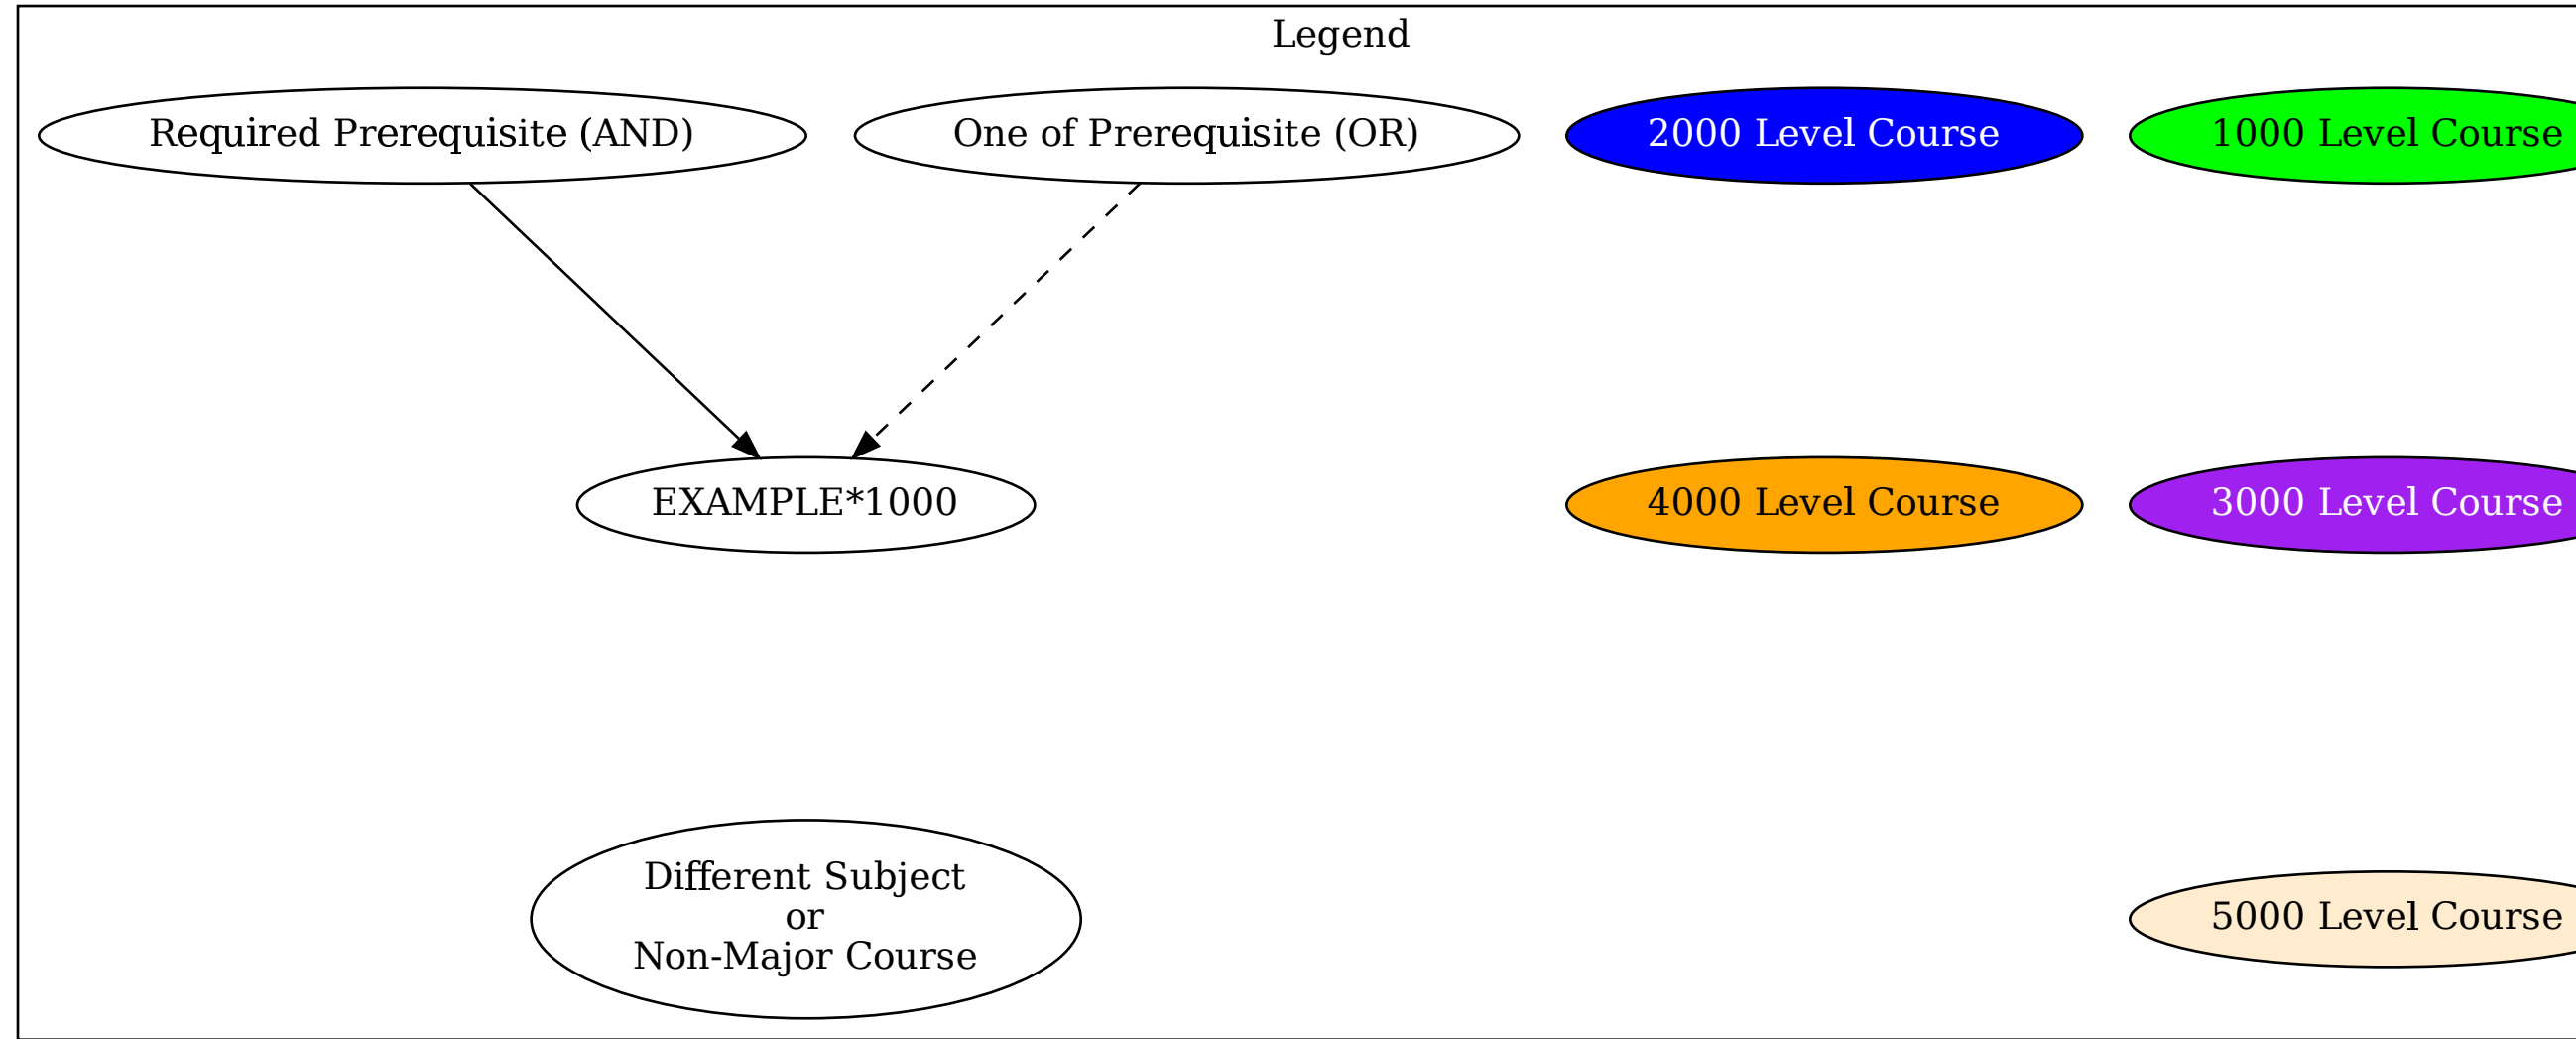 Legend
Required Prerequisite (AND)
One of Prerequisite (OR)
2000 Level Course
1000 Level Course
EXAMPLE*1000
4000 Level Course
3000 Level Course
Different Subject
or
Non-Major Course
5000 Level Course